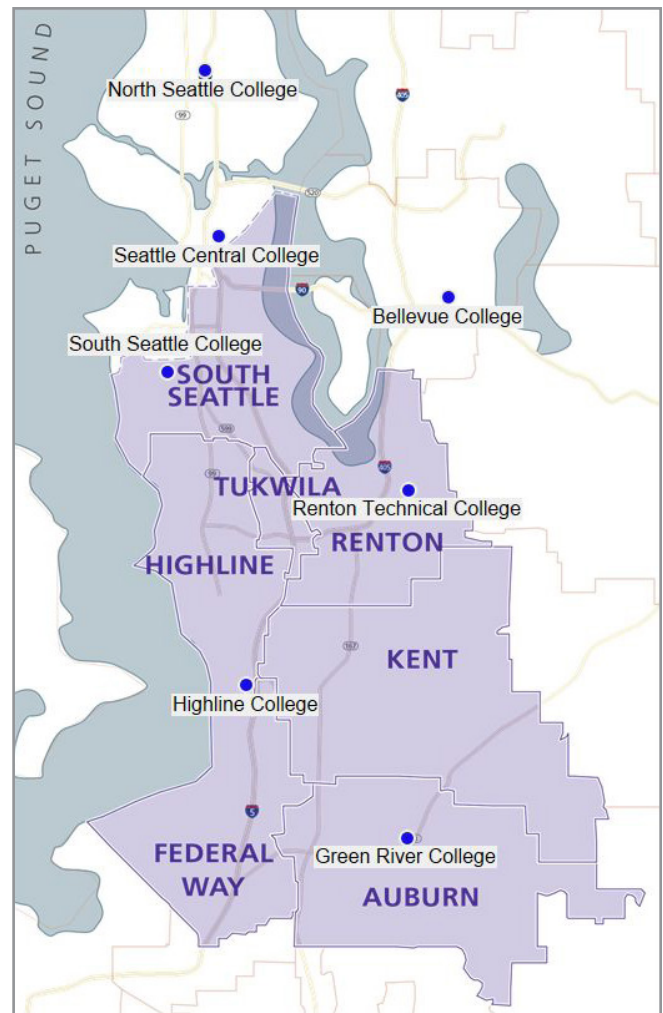 PUGET SOUND
North Seattle College
405
99
520
Seattle Central College
90
Bellevue College
South Seattle College
SOUTH
SEATTLE
599
99
405
TUKWILA
Renton Technical College
RENTON
HIGHLINE
167
KENT
Highline College
5
FEDERAL
WAY
Green River College
AUBURN